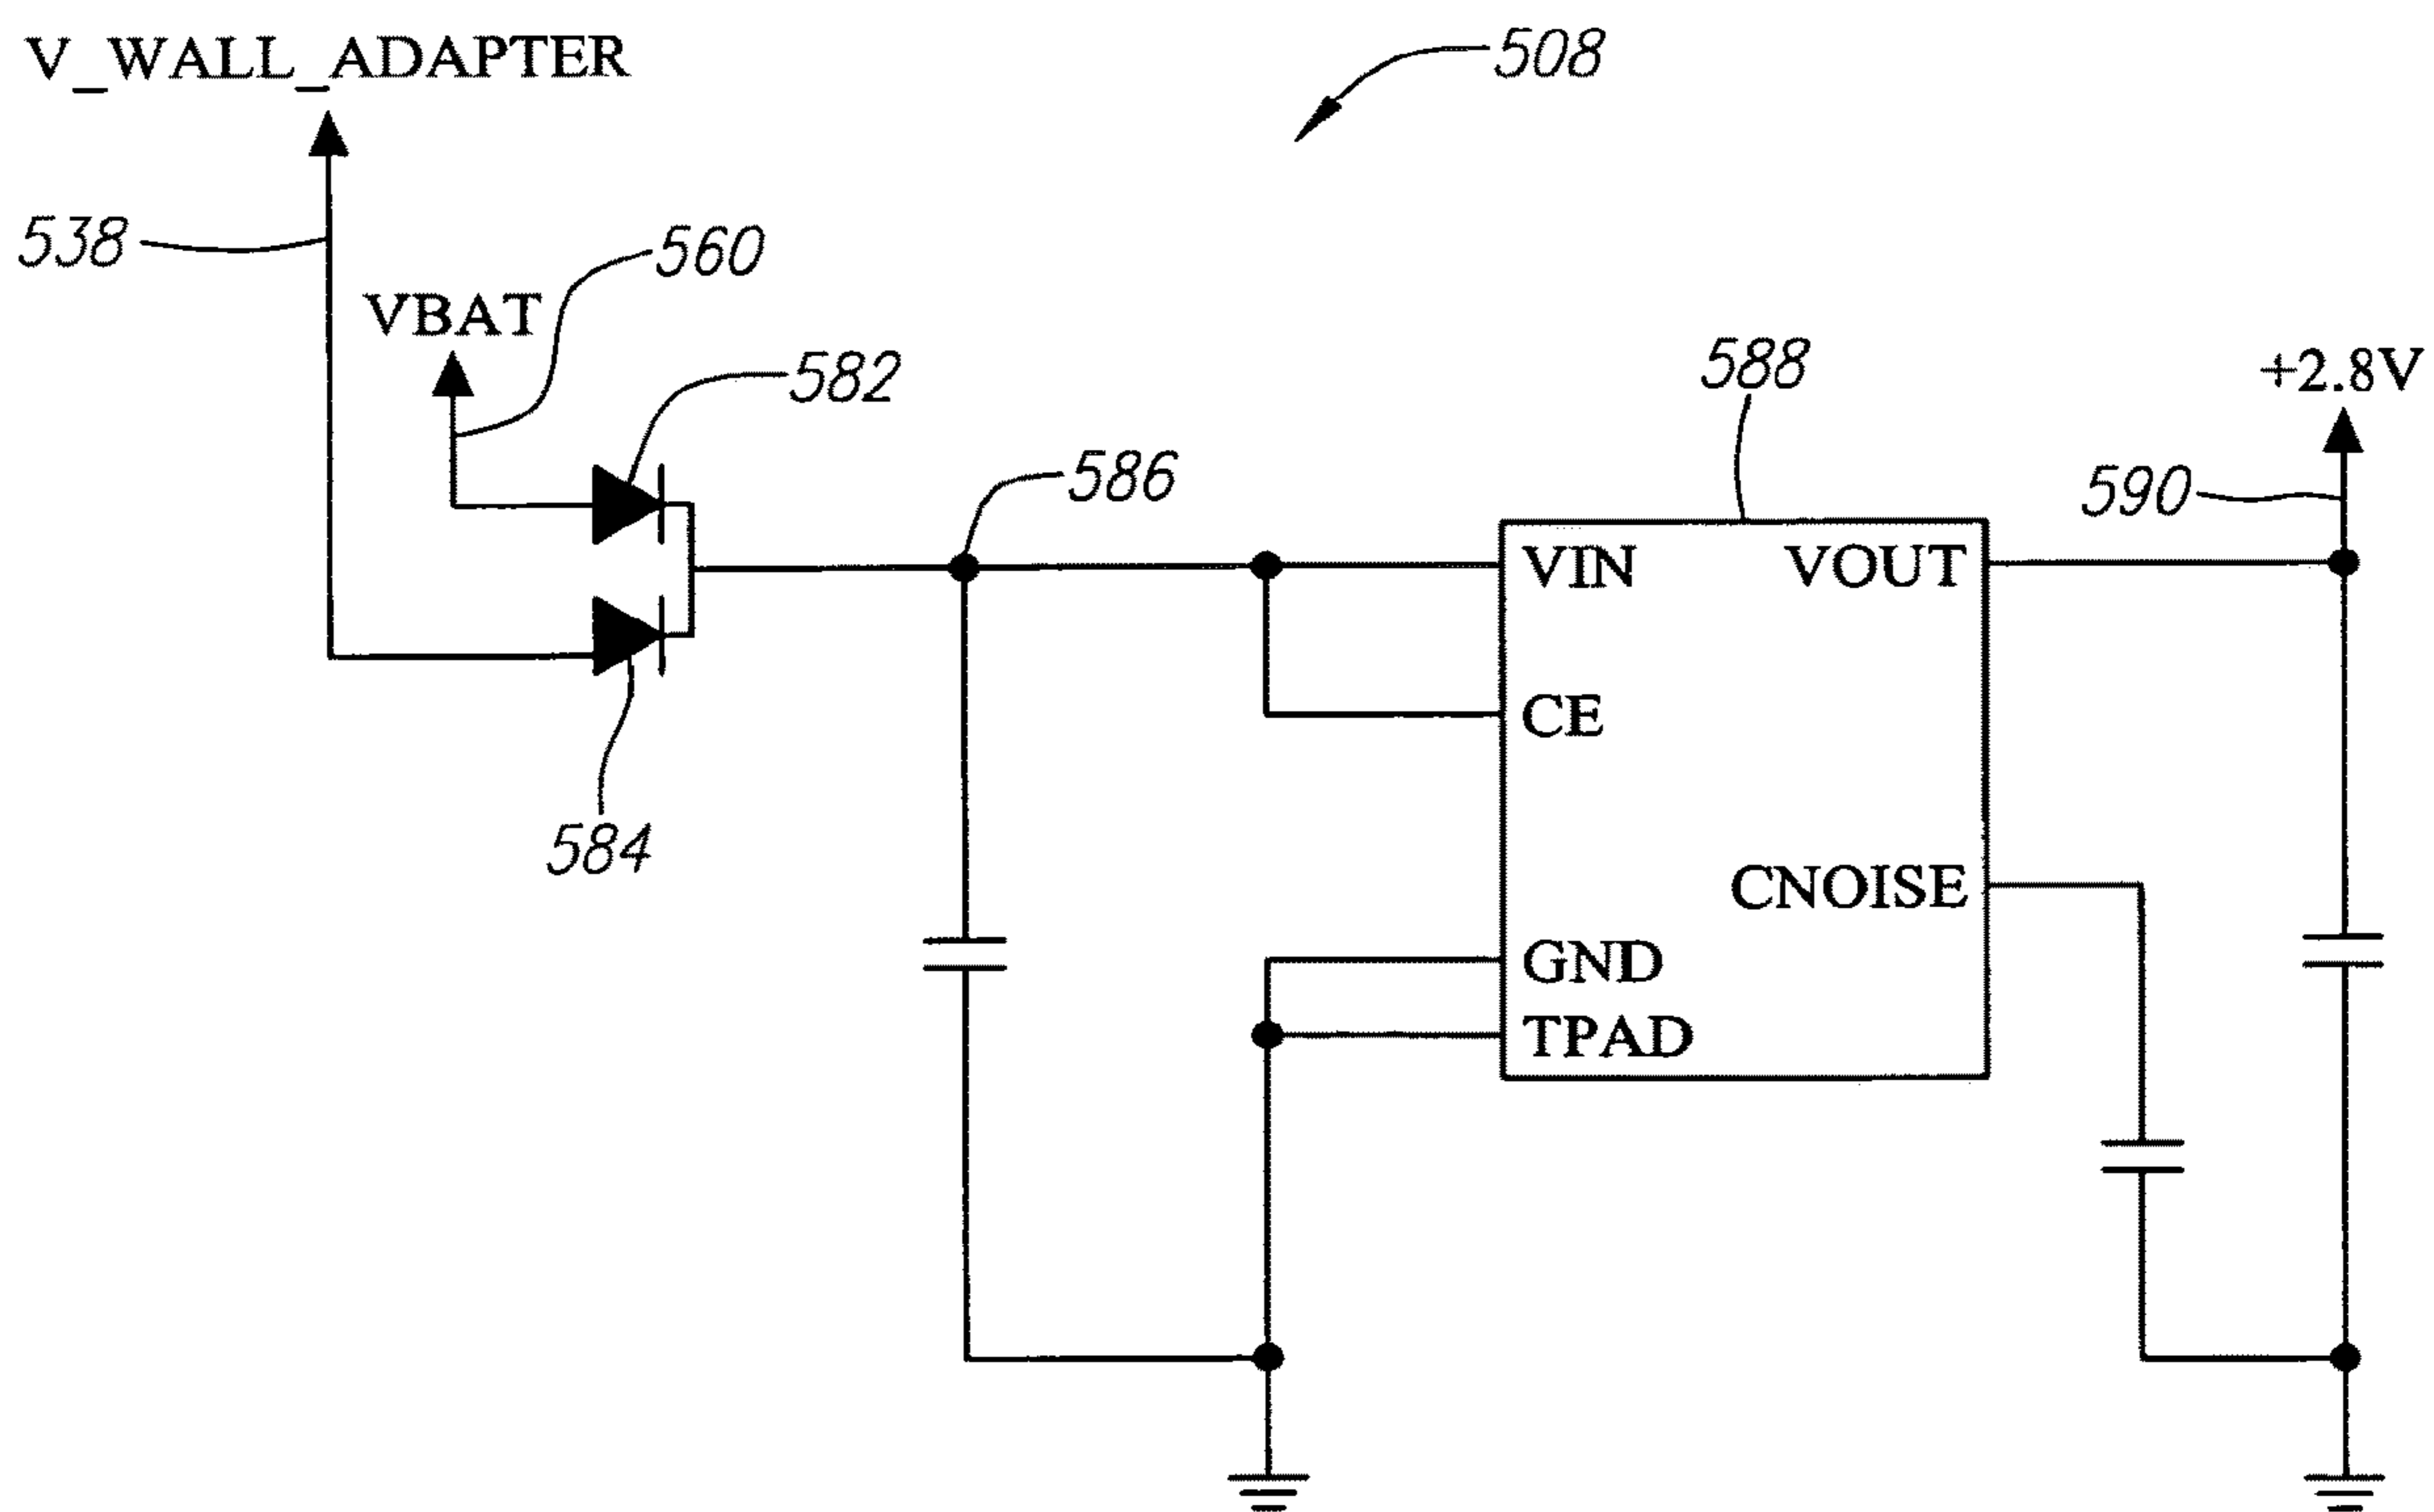 V_WALL_ADAPTER
508
538
560
VBAT
582
588
+2.8V
586
590
VIN
VOUT
CE
584
CNOISE
GND
TPAD